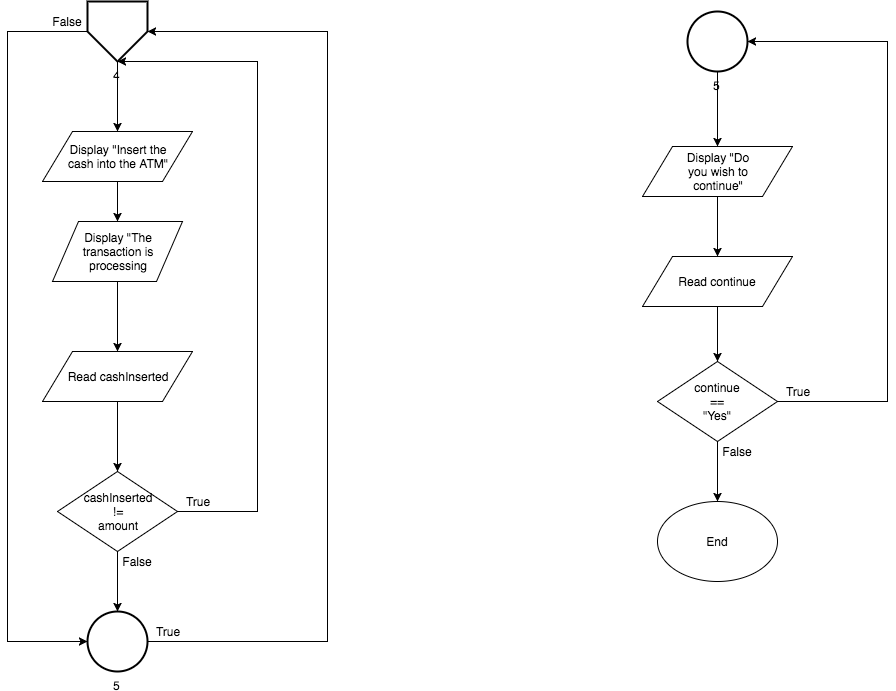 False
4
Display "Insert the
cash into the ATM"
Display "The
transaction is
processing
Read cashInserted
cashInserted
!=
amount
True
False
True
5
5
Display "Do
you wish to
continue"
Read continue
continue
==
"Yes"
True
False
End